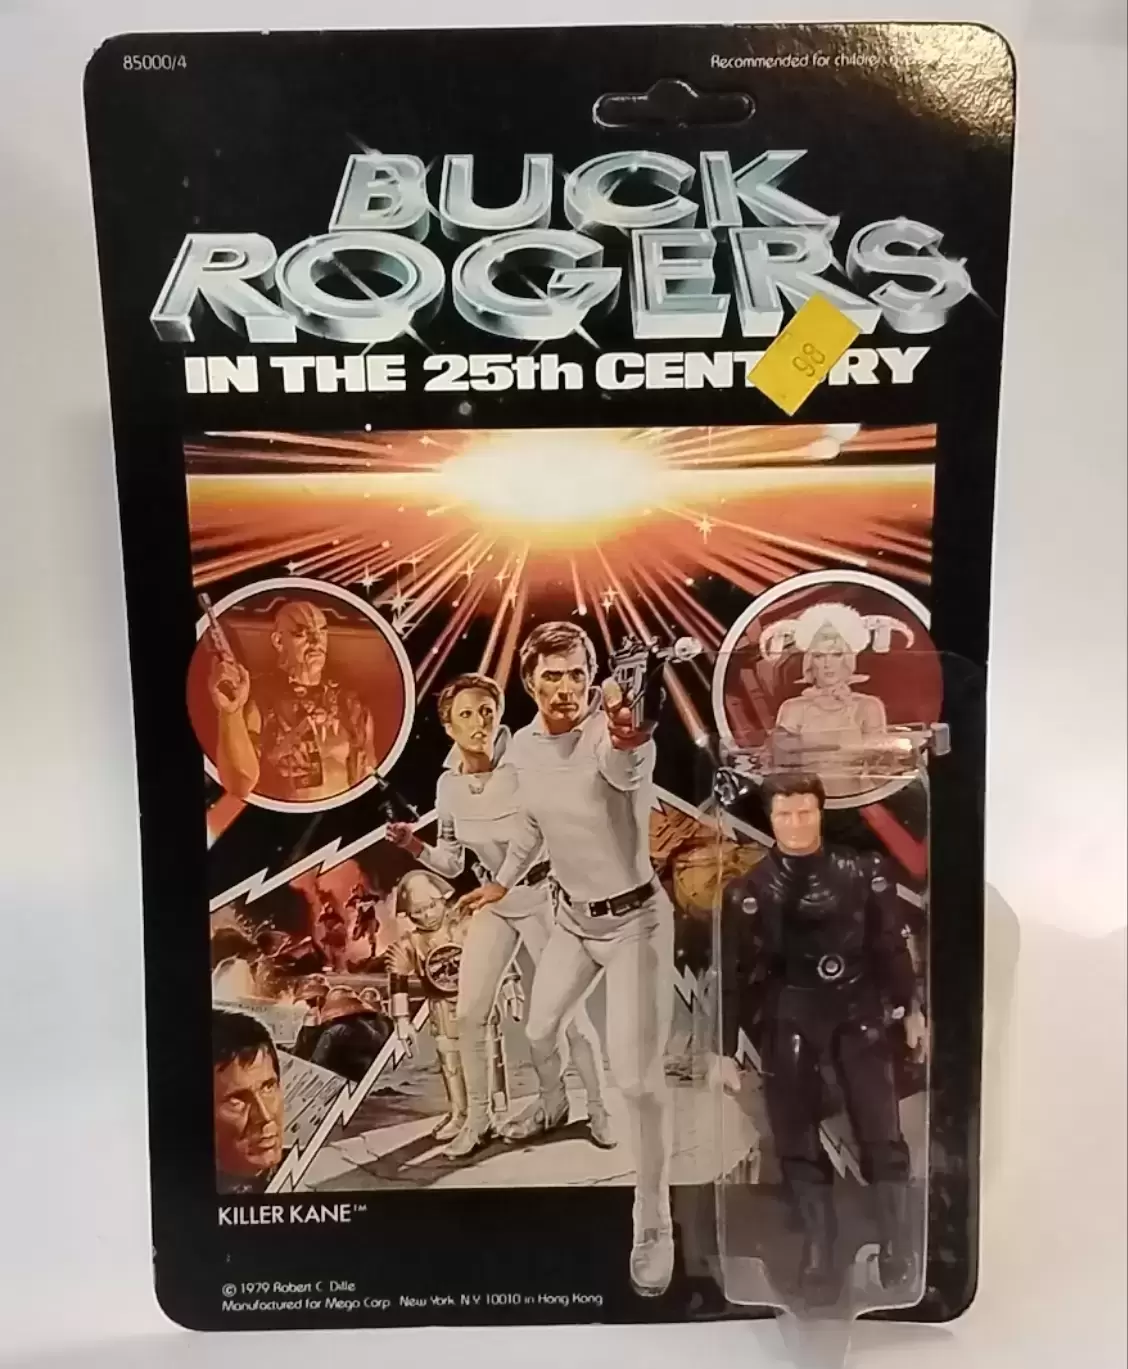 85000/4
Recommended for children
BUCK
ROGERS
IN THE 25th CENT RY
98
KILLER KANE™
© 1979 Robert C. Dille
Manufactured for Mego Corp. New York, N.Y. 10010 in Hong Kong